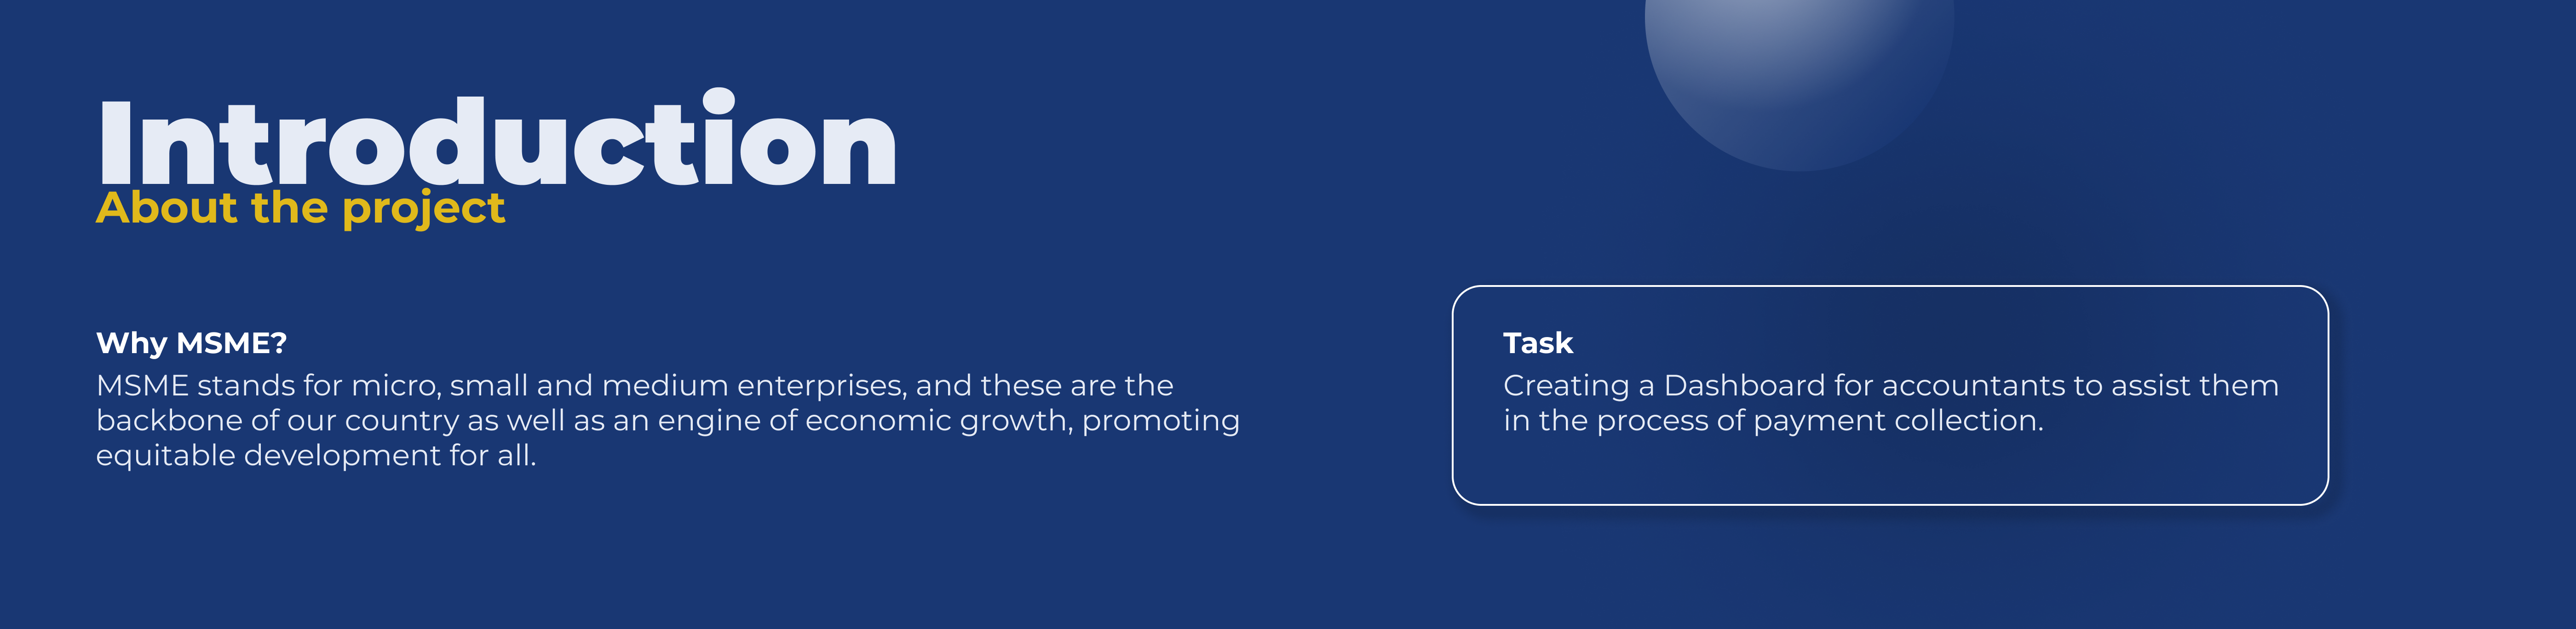 Introduction
About the project
Why MSME?
MSME stands for micro, small and medium enterprises, and these are the
backbone of our country as well as an engine of economic growth, promoting
equitable development for all.
Task
Creating a Dashboard for accountants to assist them
in the process of payment collection.